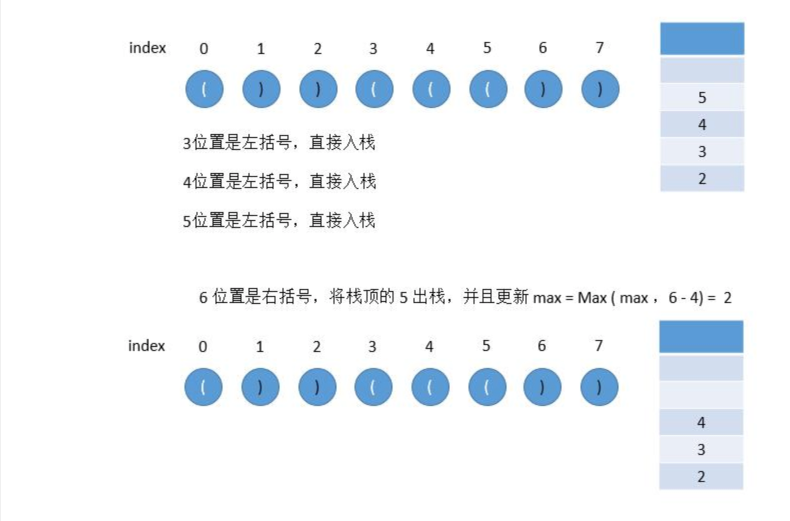 index 0 1 2 3 4 5 6 7
( ) ) ( ( ( ) )
5
4
3
2
3位置是左括号，直接入栈
4位置是左括号，直接入栈
5位置是左括号，直接入栈
6 位置是右括号，将栈顶的 5 出栈，并且更新 max = Max ( max ，6 - 4) = 2
index 0 1 2 3 4 5 6 7
( ) ) ( ( ( ) )
4
3
2